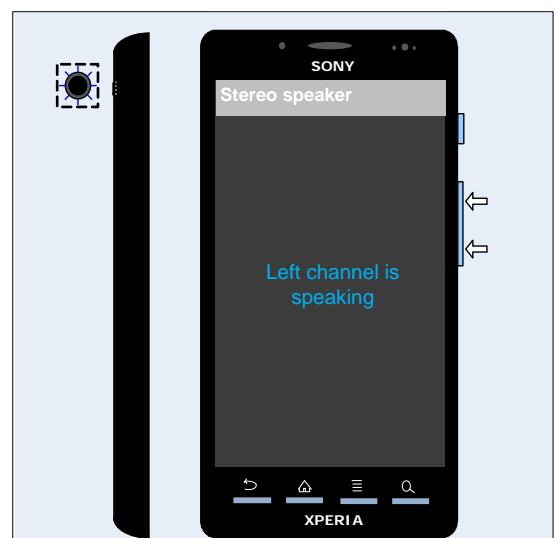 SONY
Stereo speaker
Left channel is
speaking
XPERIA